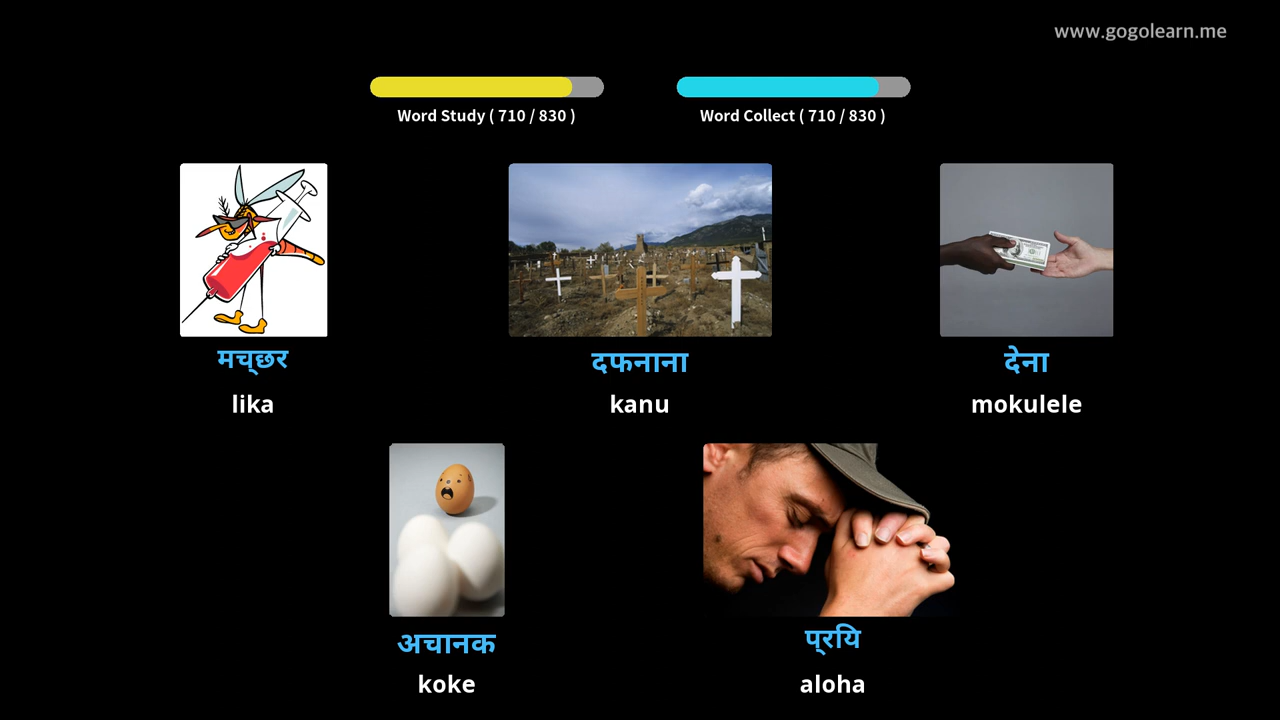 www.gogolearn.me
Word Study ( 710 / 830 )
Word Collect ( 710 / 830 )
मच्छर
lika
दफनाना
kanu
देना
mokulele
अचानक
koke
प्रयि
aloha